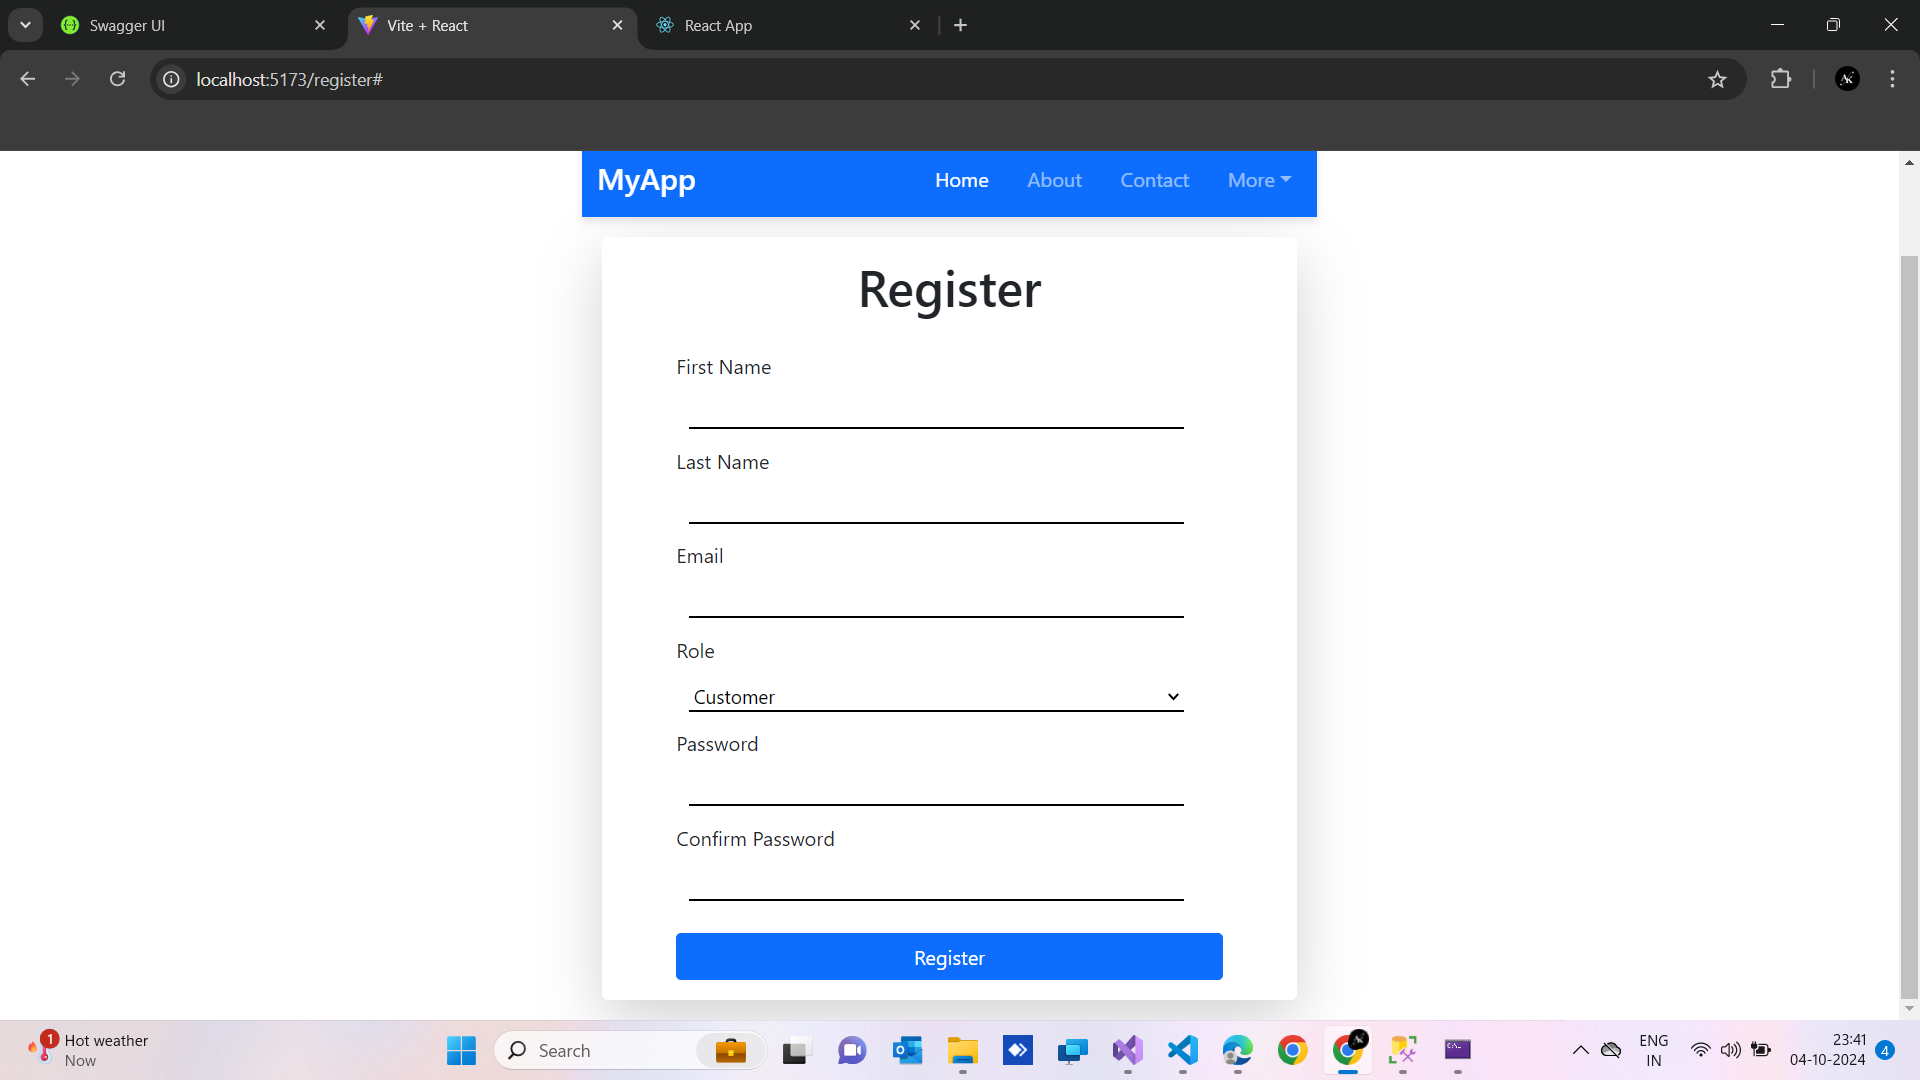 Swagger UI
Vite + React
React App
localhost:5173/register#
AK
MyApp
Home
About
Contact
More
Register
First Name
Last Name
Email
Role
Customer
Password
Confirm Password
Register
1
Hot weather
Now
Search
ENG
IN
23:41
04-10-2024
4